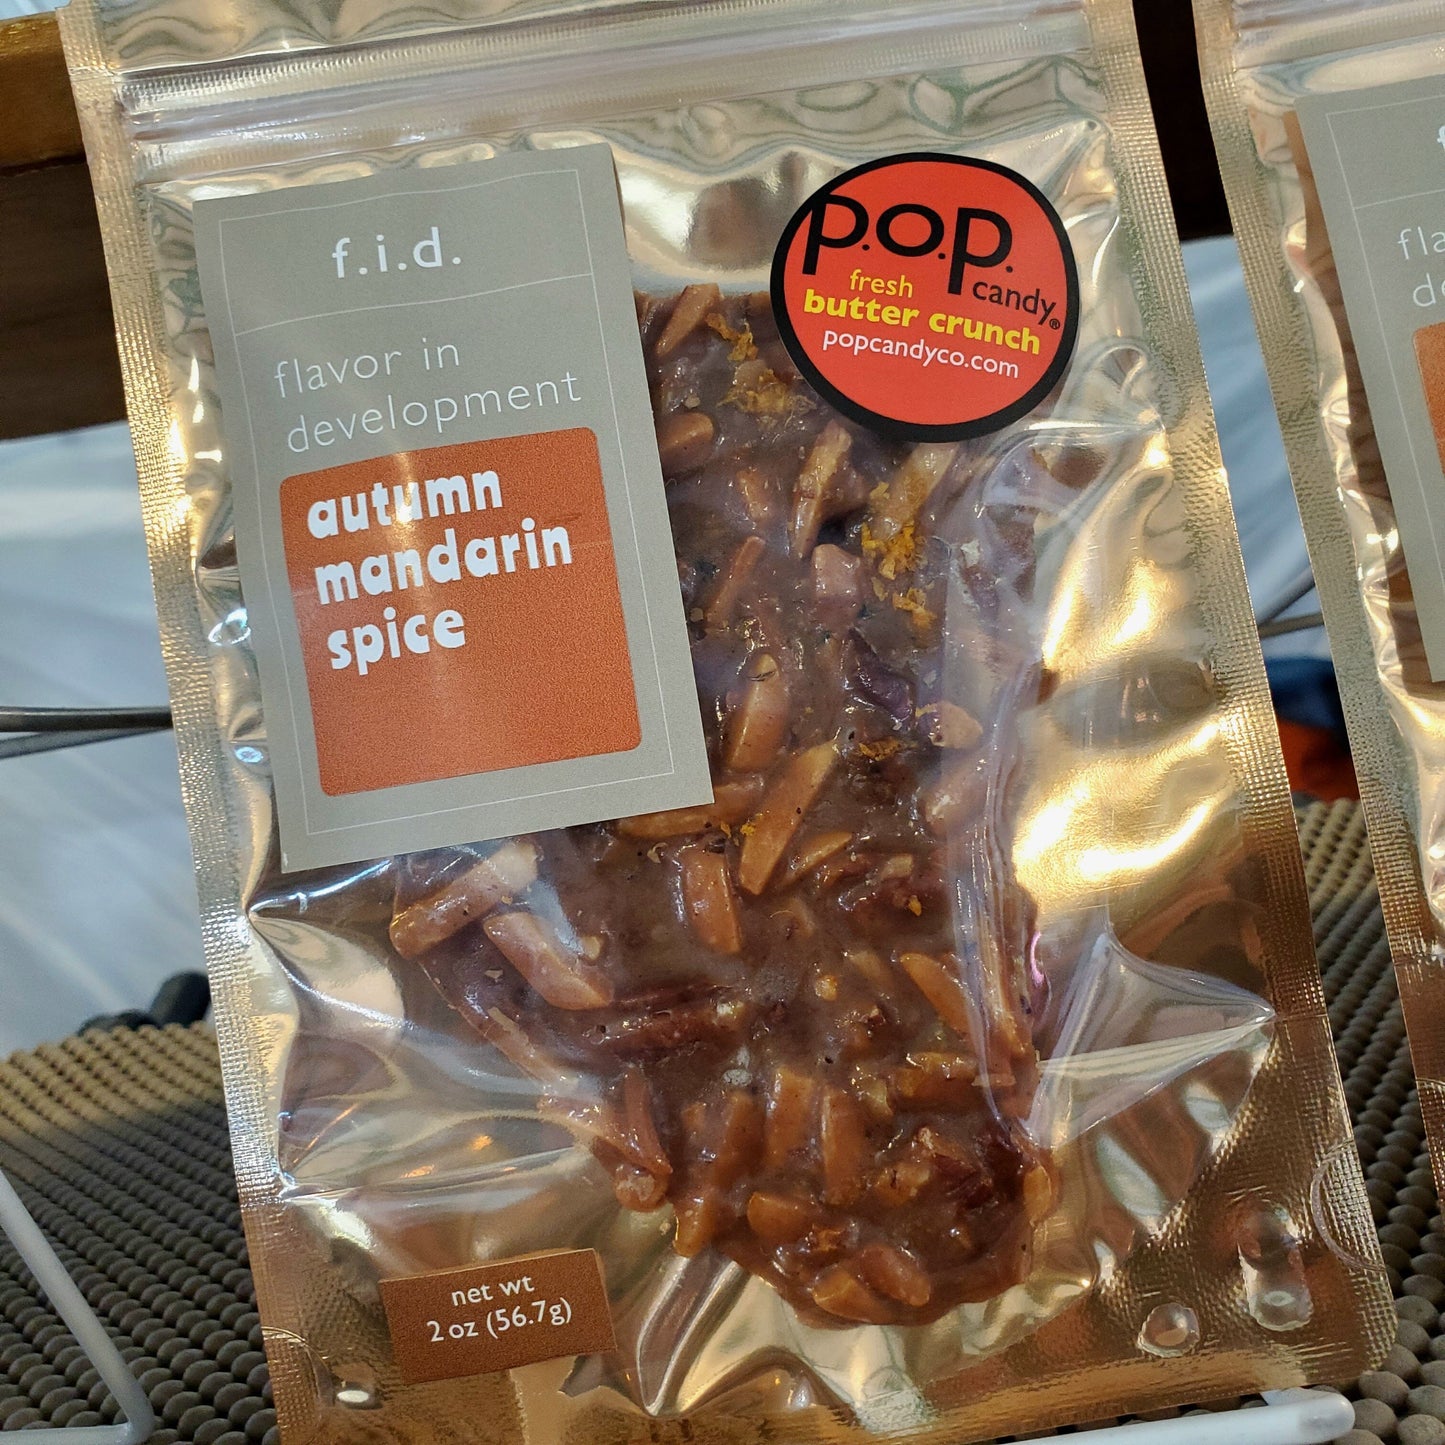 f.i.d.
flavor in
development
autumn
mandarin
spice
p.o.p.
candy®
fresh
butter crunch
popcandyco.com
net wt
2 oz (56.7g)